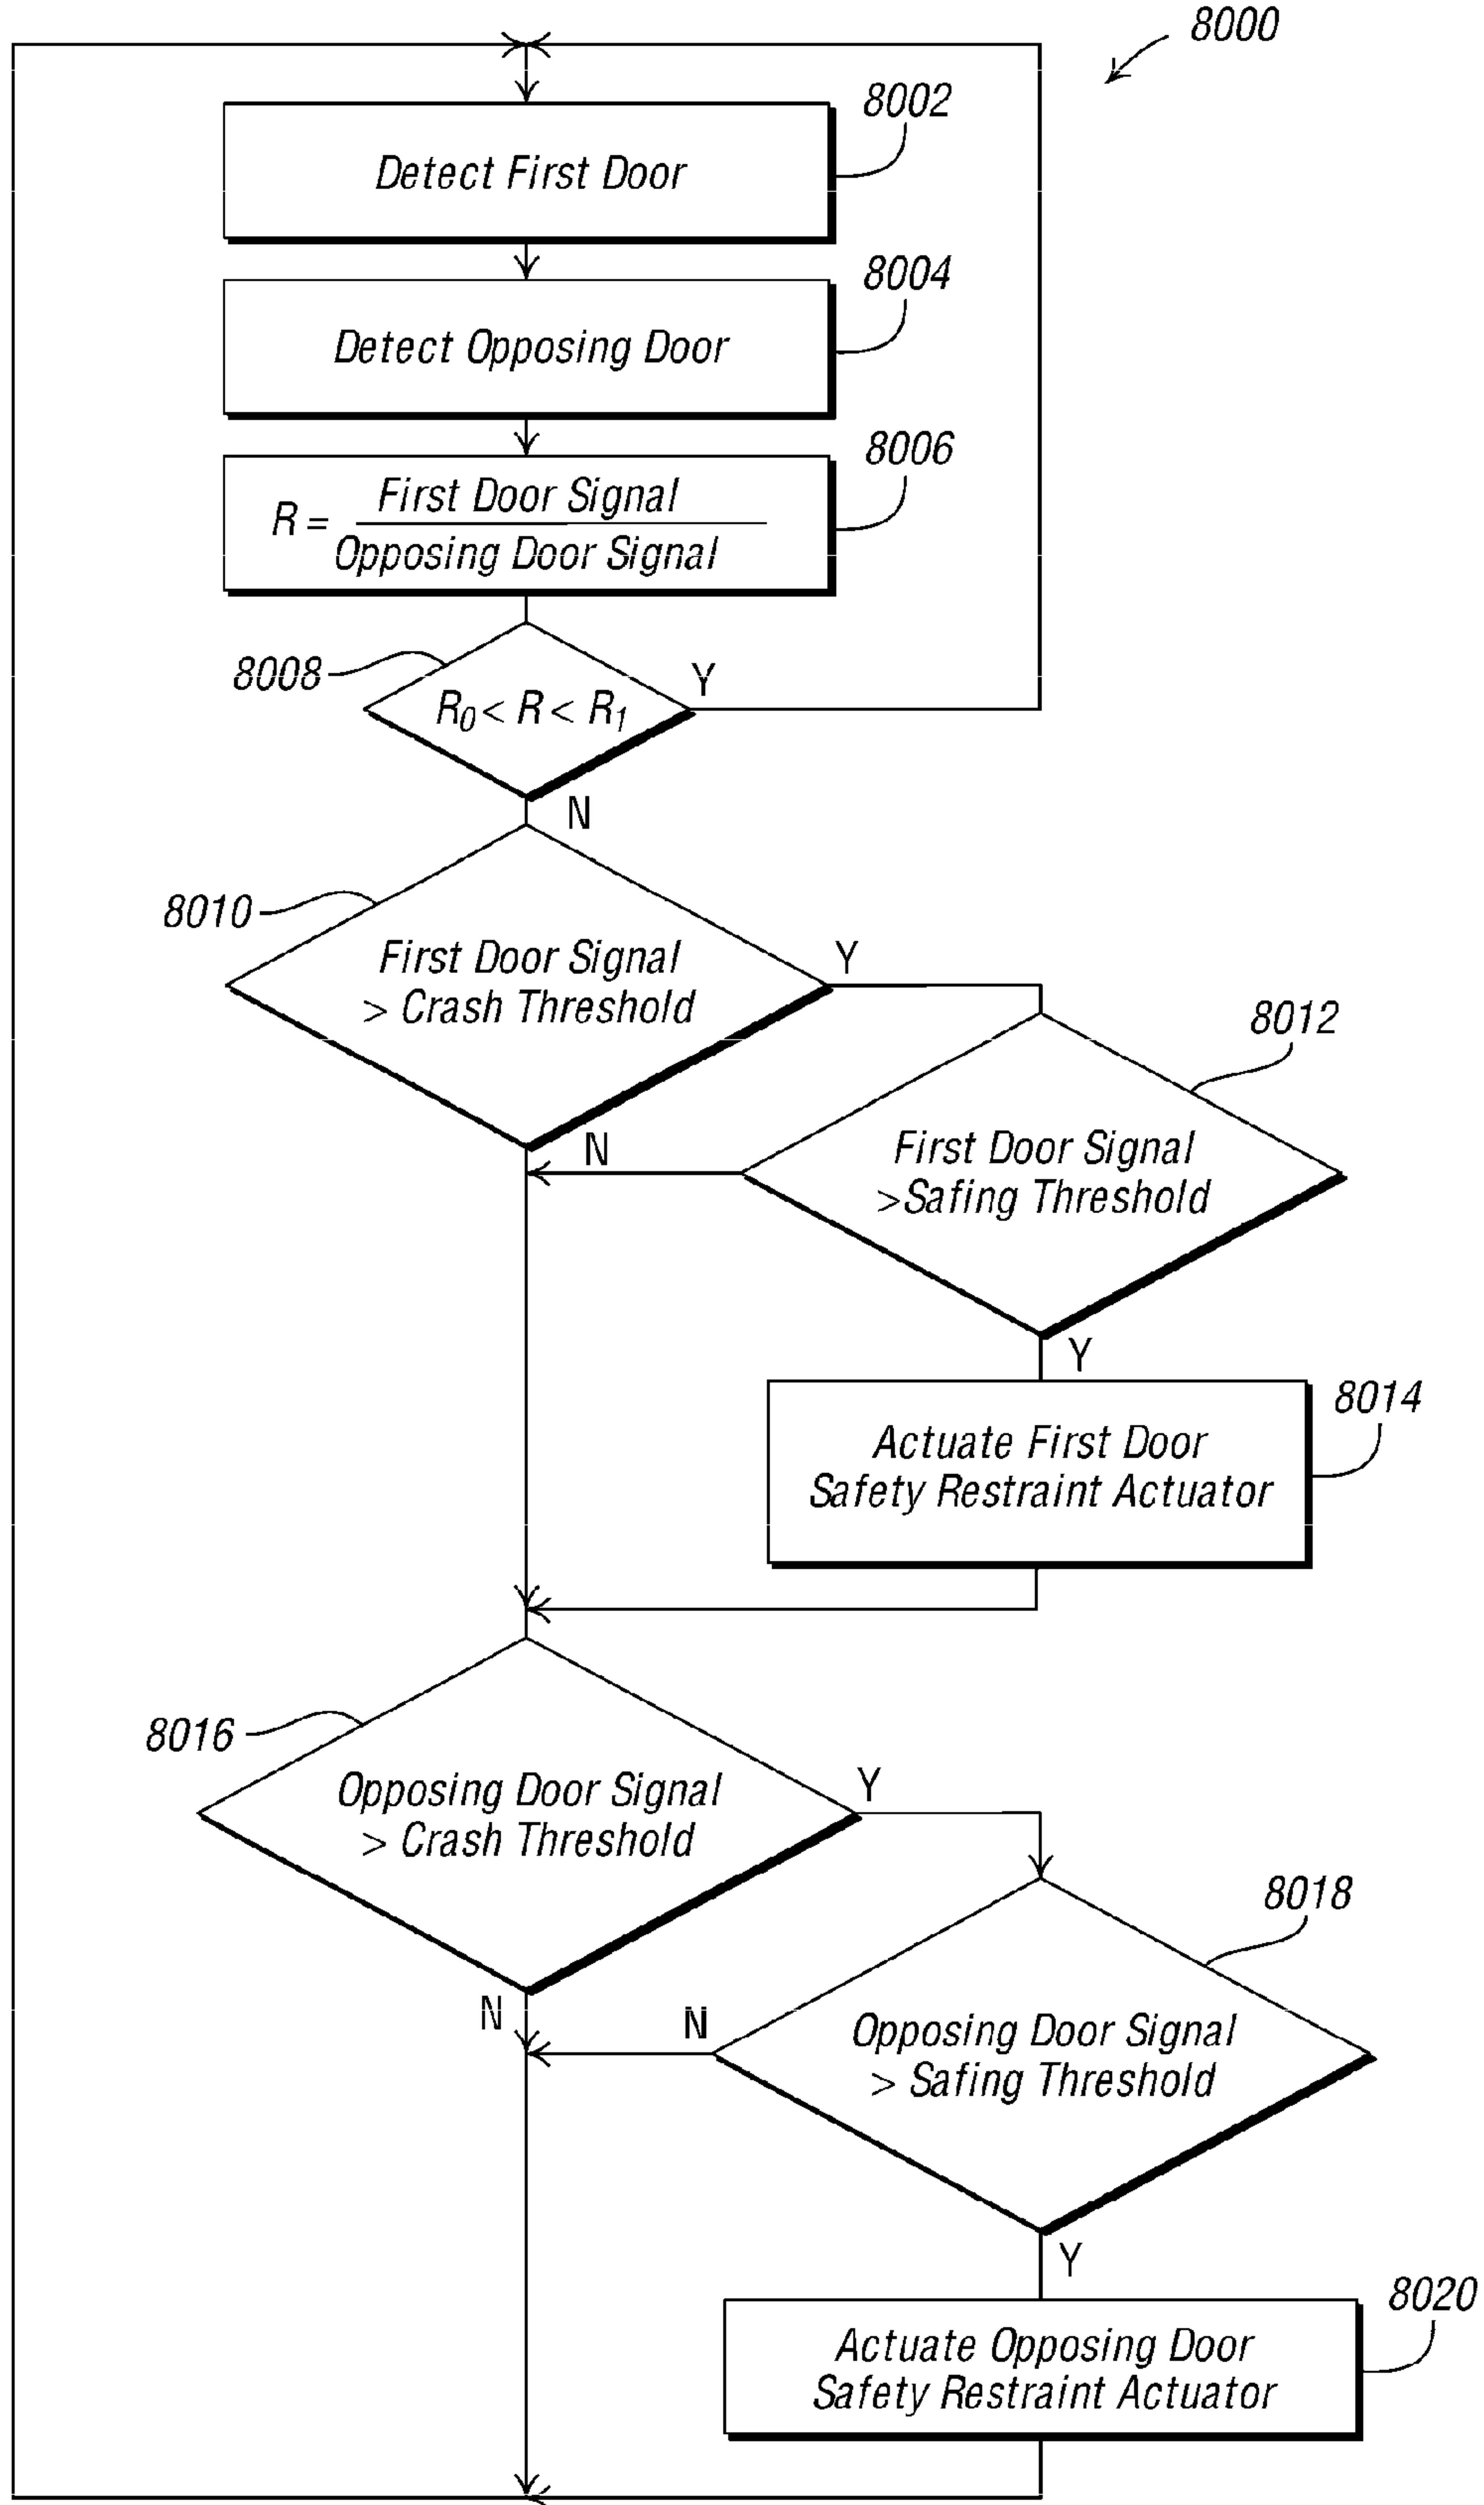 8000
8002
Detect First Door
8004
Detect Opposing Door
8006
First Door Signal
R =
Opposing Door Signal
8008
Y
R0 < R < R1
N
8010
First Door Signal
> Crash Threshold
Y
8012
First Door Signal
>Safing Threshold
N
Y
8014
Actuate First Door
Safety Restraint Actuator
8016
Opposing Door Signal
> Crash Threshold
Y
8018
N
N
Opposing Door Signal
> Safing Threshold
Y
8020
Actuate Opposing Door
Safety Restraint Actuator